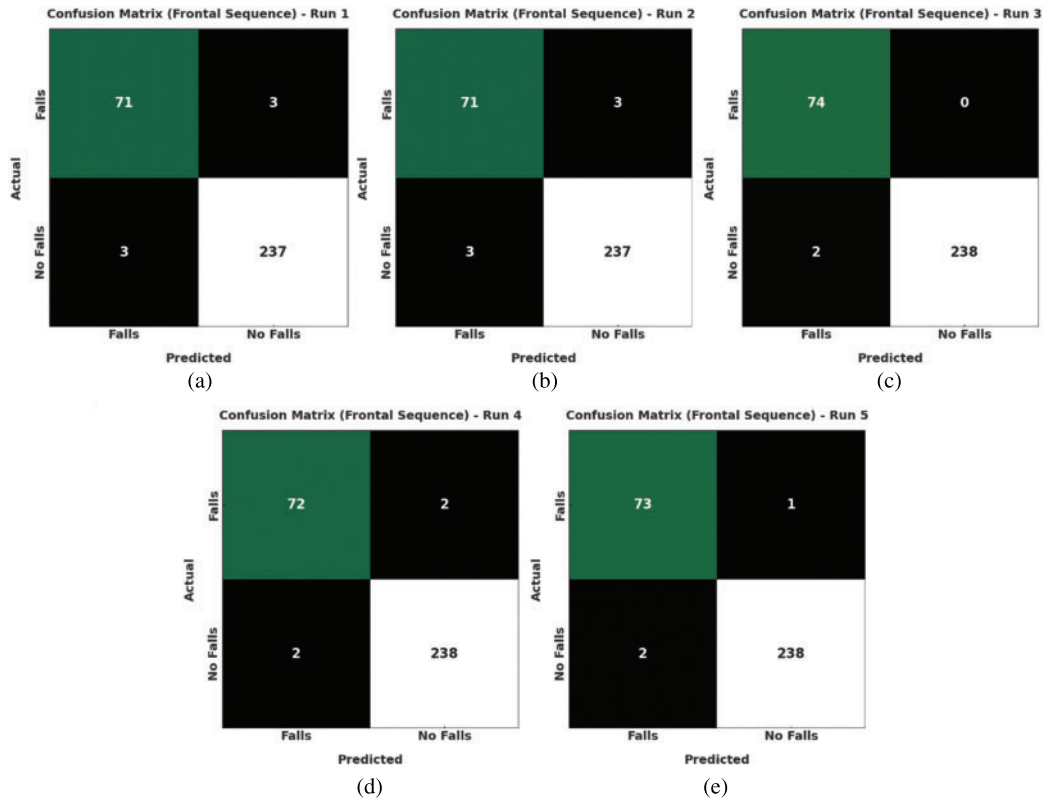 Confusion Matrix (Frontal Sequence) - Run 1
Falls
71
3
Actual
No Falls
3
237
Falls
No Falls
Predicted
(a)
Confusion Matrix (Frontal Sequence) - Run 2
Falls
71
3
Actual
No Falls
3
237
Falls
No Falls
Predicted
(b)
Confusion Matrix (Frontal Sequence) - Run 3
Falls
74
0
Actual
No Falls
2
238
Falls
No Falls
Predicted
(c)
Confusion Matrix (Frontal Sequence) - Run 4
Falls
72
2
Actual
No Falls
2
238
Falls
No Falls
Predicted
(d)
Confusion Matrix (Frontal Sequence) - Run 5
Falls
73
1
Actual
No Falls
2
238
Falls
No Falls
Predicted
(e)